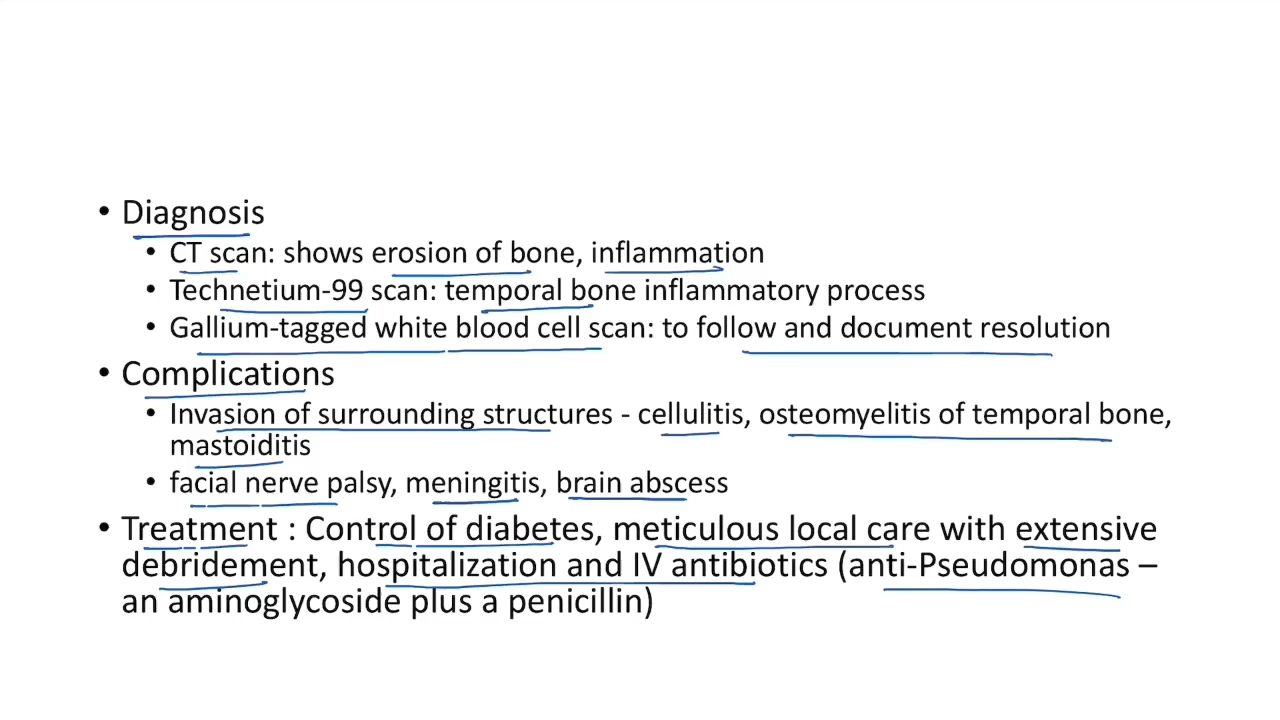 • Diagnosis
• CT scan: shows erosion of bone, inflammation
• Technetium-99 scan: temporal bone inflammatory process
• Gallium-tagged white blood cell scan: to follow and document resolution
• Complications
• Invasion of surrounding structures - cellulitis, osteomyelitis of temporal bone,
mastoiditis
• facial nerve palsy, meningitis, brain abscess
• Treatment : Control of diabetes, meticulous local care with extensive
debridement, hospitalization and IV antibiotics (anti-Pseudomonas –
an aminoglycoside plus a penicillin)